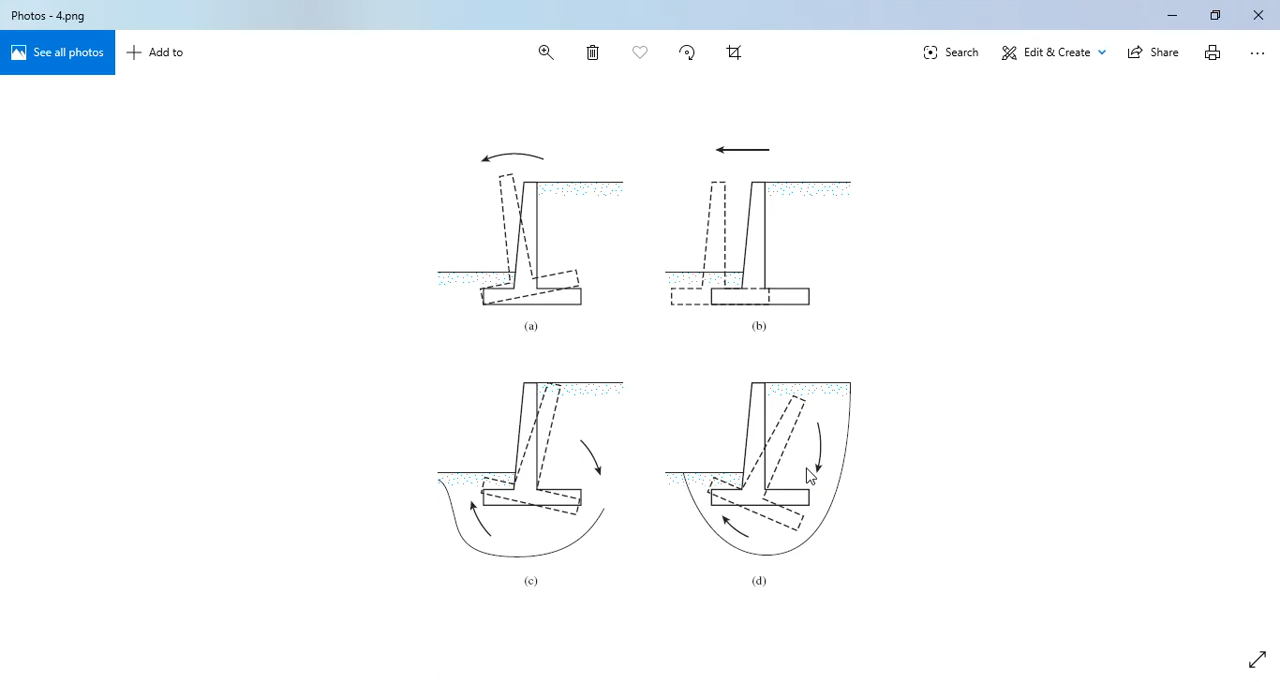 Photos - 4.png
See all photos
Add to
Search
Edit & Create
Share
(a)
(b)
(c)
(d)